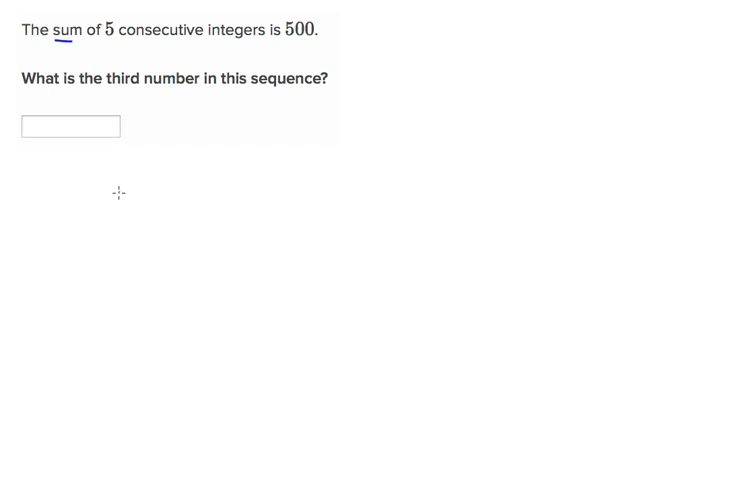 The sum of 5 consecutive integers is 500.
What is the third number in this sequence?